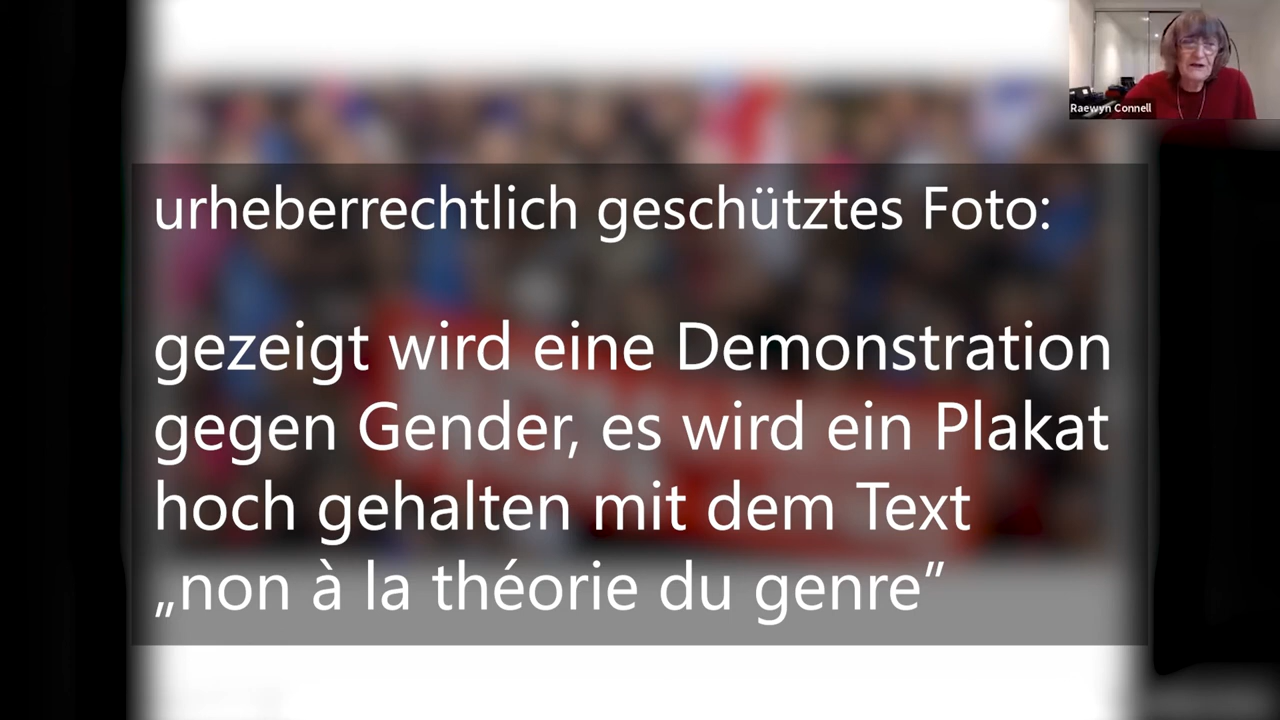 Raewyn Connell
urheberrechtlich geschütztes Foto:
gezeigt wird eine Demonstration
gegen Gender, es wird ein Plakat
hoch gehalten mit dem Text
„non à la théorie du genre”